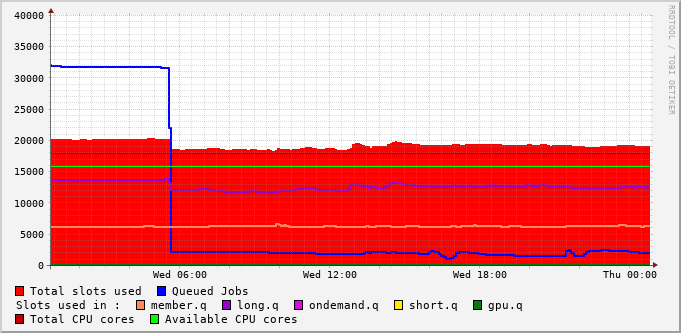 RRDTOOL / TOBI OETIKER
40000
35000
30000
25000
20000
15000
10000
5000
0
Wed 06:00 Wed 12:00 Wed 18:00 Thu 00:00
Total slots used Queued Jobs
Slots used in : member.q long.q ondemand.q short.q gpu.q
Total CPU cores Available CPU cores